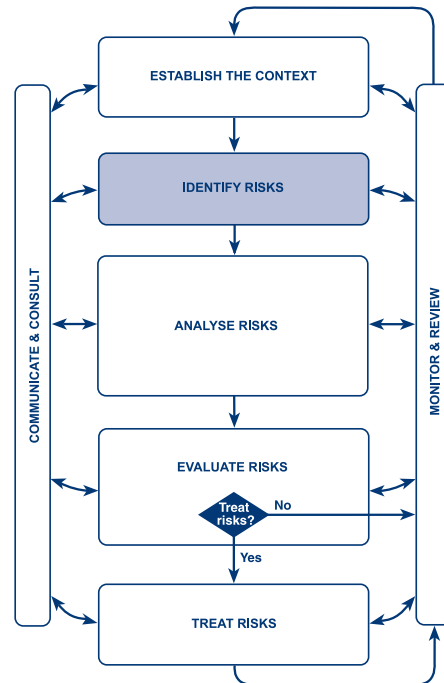 ESTABLISH THE CONTEXT
IDENTIFY RISKS
ANALYSE RISKS
EVALUATE RISKS
Treat
risks?
No
Yes
TREAT RISKS
COMMUNICATE & CONSULT
MONITOR & REVIEW